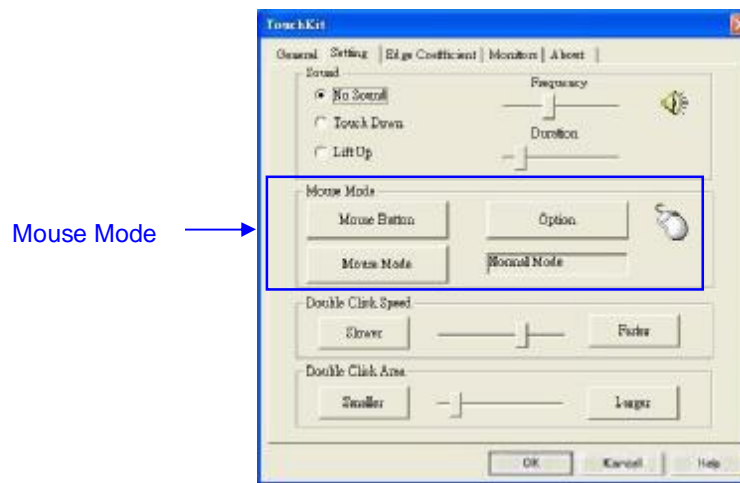 TouchKit
General Setting Edge Coefficient Monitors About
Sound
No Sound
Frequency
Touch Down
Duration
Lift Up
Mouse Mode
Mouse Mode
Mouse Button Option
Mouse Mode Normal Mode
Double Click Speed
Slower Faster
Double Click Area
Smaller Larger
OK Cancel Help